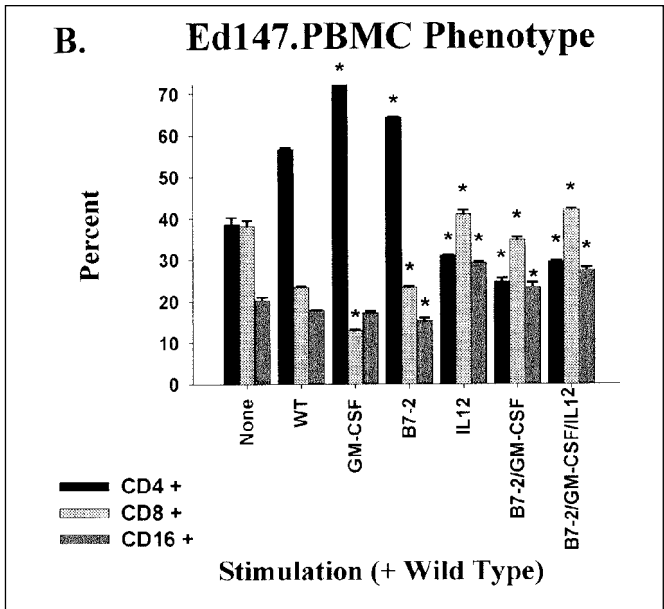 B. Ed147.PBMC Phenotype
Percent
70
60
50
40
30
20
10
0
* * * * * * * * * * * * * * *
None
WT
GM-CSF
B7-2
IL12
B7-2/GM-CSF
B7-2/GM-CSF/IL12
CD4 +
CD8 +
CD16 +
Stimulation (+ Wild Type)